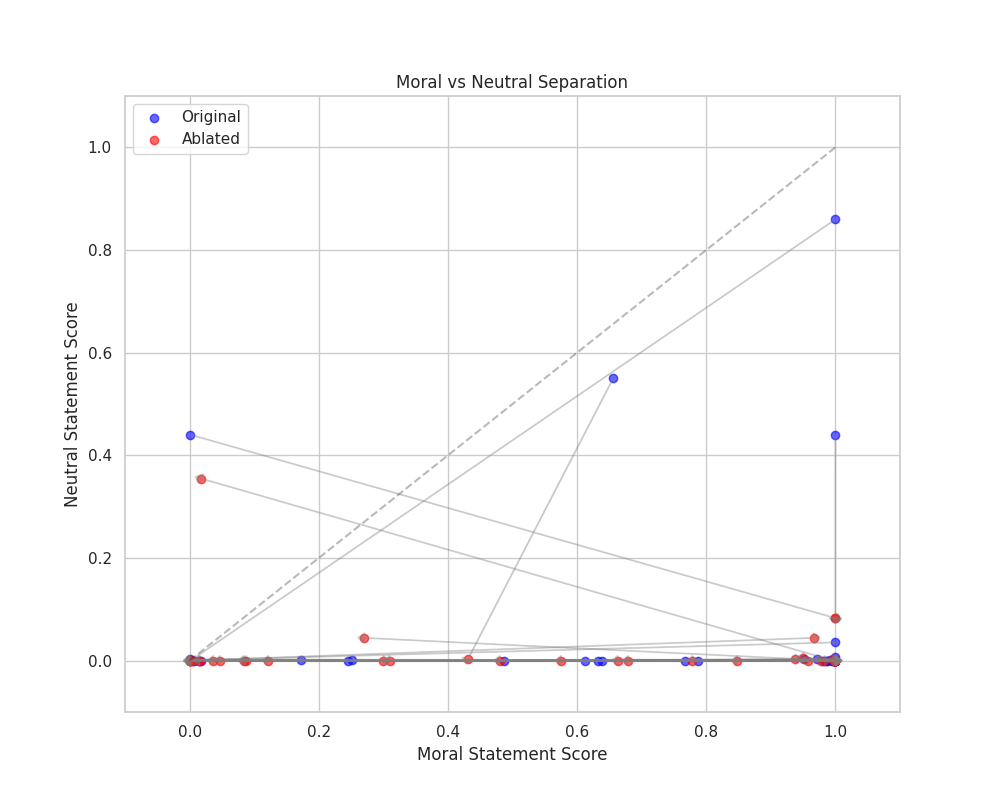 Moral vs Neutral Separation
Original
Ablated
1.0
0.8
0.6
0.4
0.2
0.0
Neutral Statement Score
0.0 0.2 0.4 0.6 0.8 1.0
Moral Statement Score